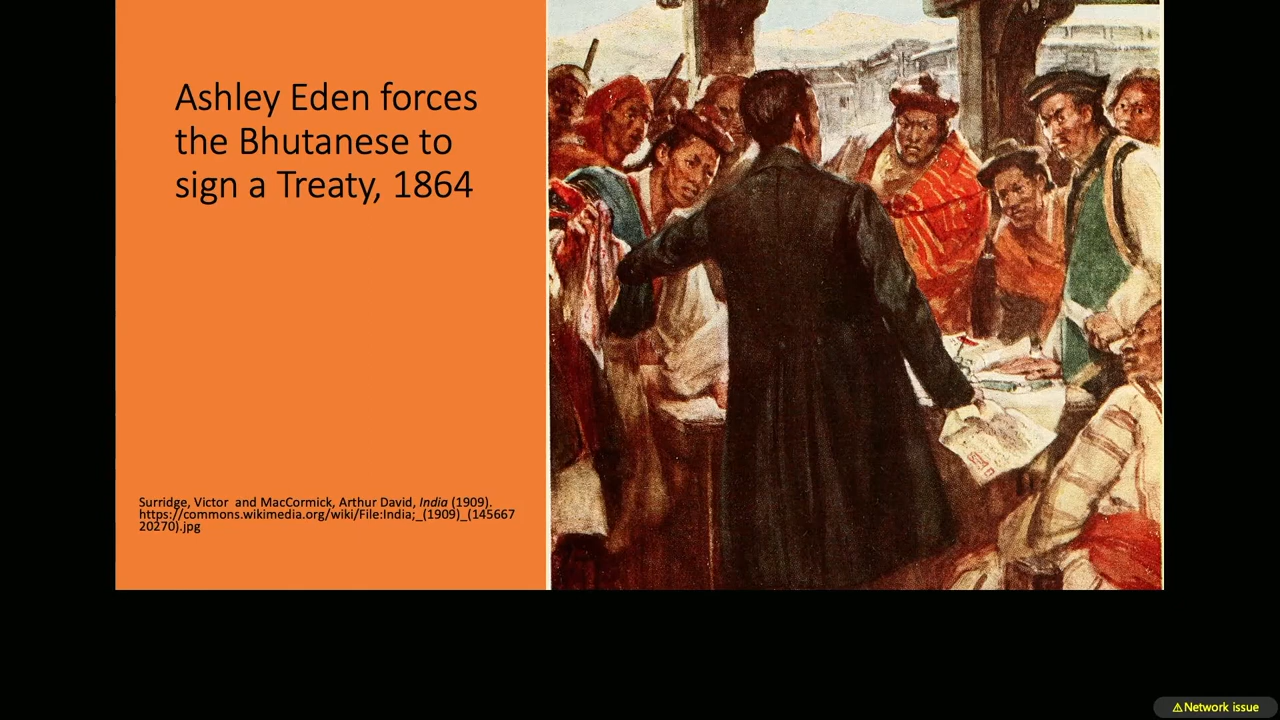 Ashley Eden forces
the Bhutanese to
sign a Treaty, 1864
Surridge, Victor  and MacCormick, Arthur David, India (1909).
https://commons.wikimedia.org/wiki/File:India;_(1909)_(145667
20270).jpg
⚠Network issue